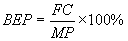 BEP = FC/MP × 100%